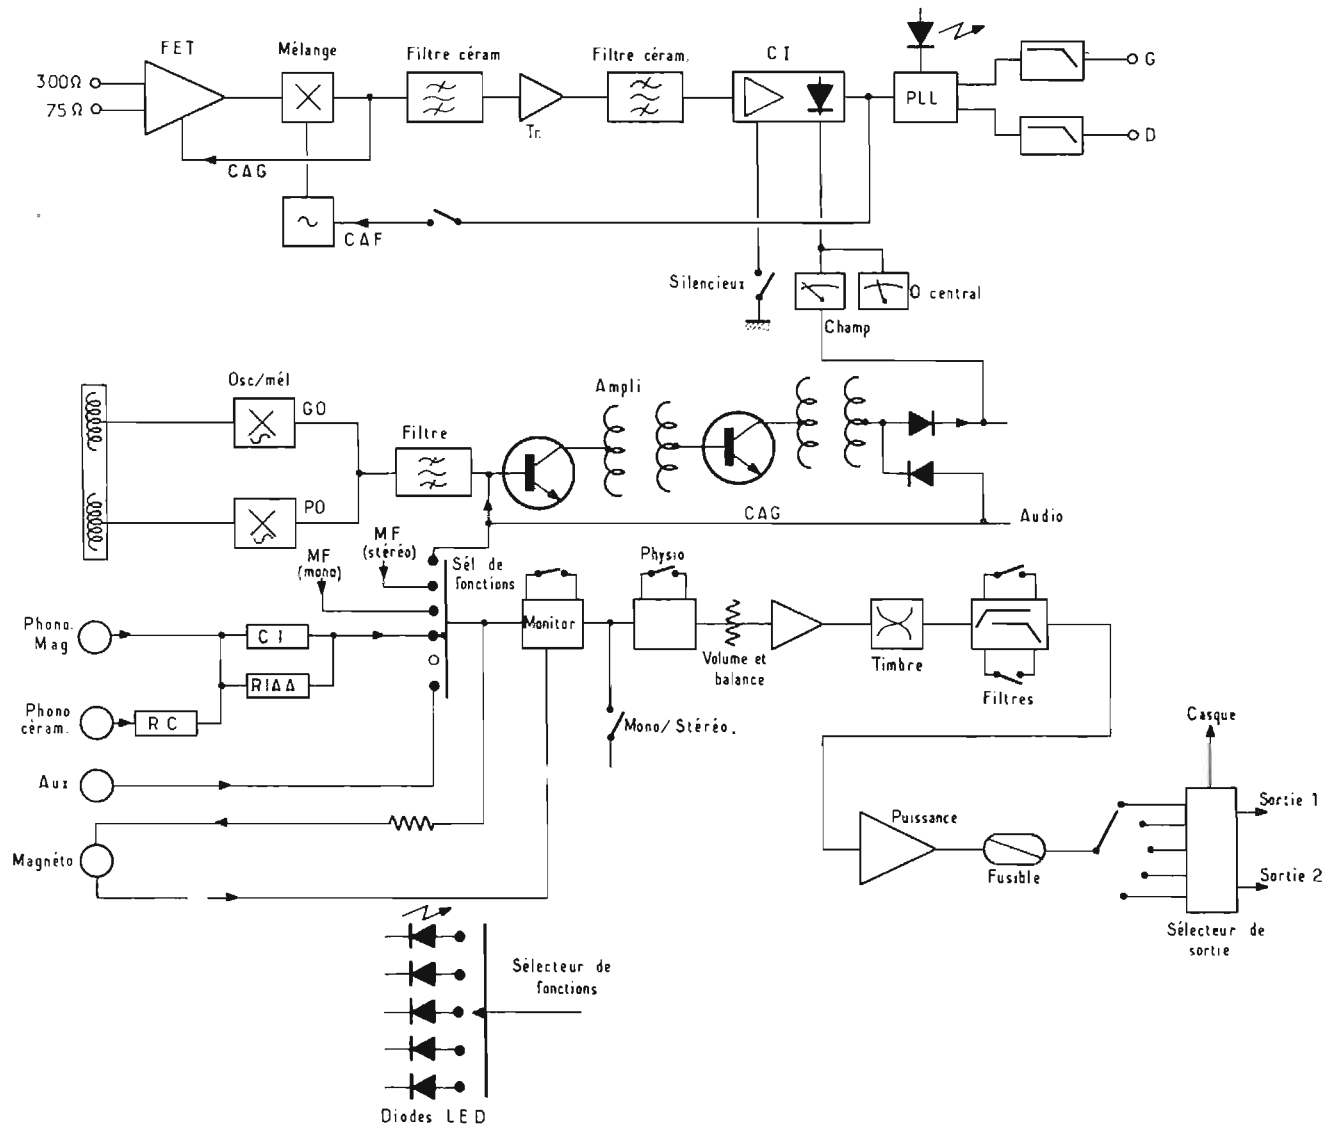 FET
Mélange
Filtre céram
Filtre céram.
C I
300Ω
75Ω
Tr.
PLL
G
D
CAG
CAF
Silencieux
O central
Champ
Osc/mél
GO
PO
Filtre
Ampli
CAG
Audio
MF
(stéréo)
MF
(mono)
Sél de
fonctions
Physio
Phono.
Mag
C I
RIAA
Monitor
Volume et
balance
Timbre
Filtres
Phono
céram.
R C
Mono/Stéréo.
Casque
Aux
Puissance
Sortie 1
Magnéto
Fusible
Sortie 2
Sélecteur de
sortie
Sélecteur de
fonctions
Diodes LED